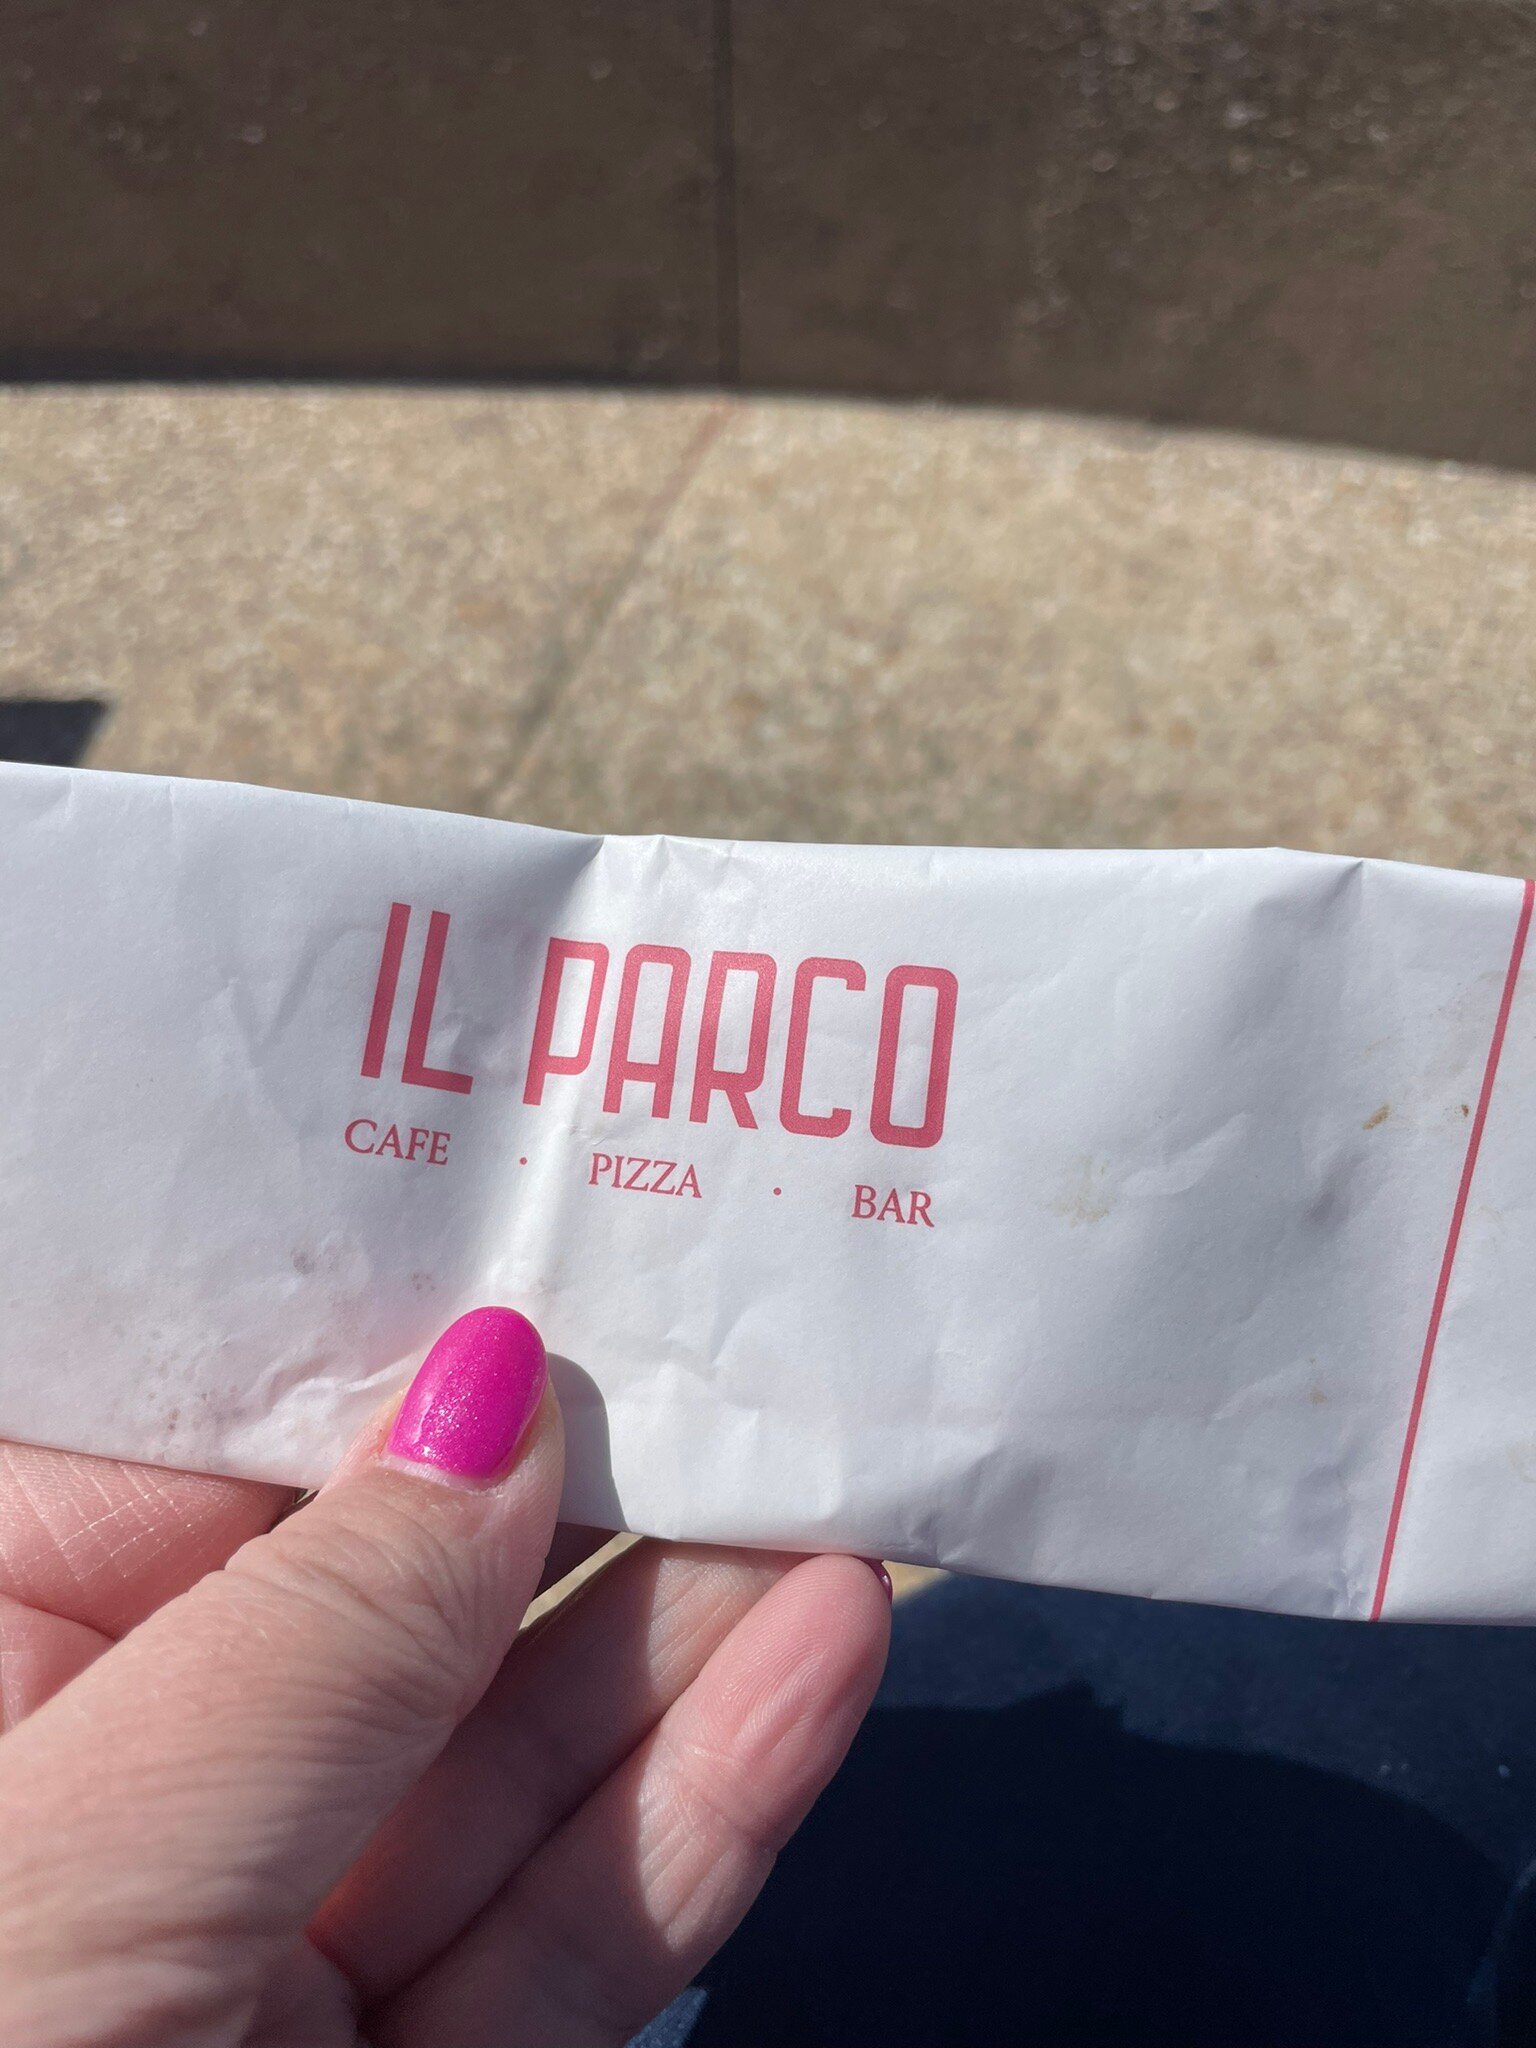 IL PARCO
CAFE · PIZZA · BAR